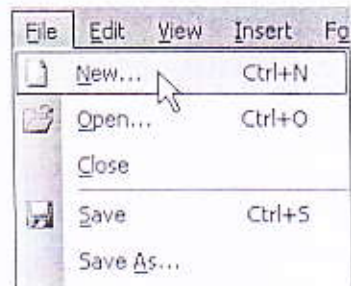 File Edit View Insert Fo
New... Ctrl+N
Open... Ctrl+O
Close
Save Ctrl+S
Save As...